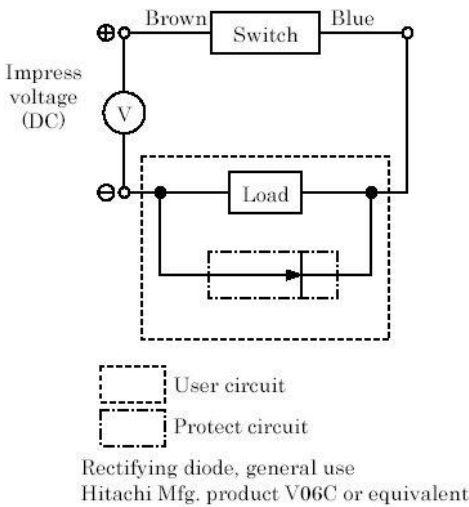 ⊕ Brown Switch Blue
Impress
voltage
(DC)
V
⊖ Load
User circuit
Protect circuit
Rectifying diode, general use
Hitachi Mfg. product V06C or equivalent